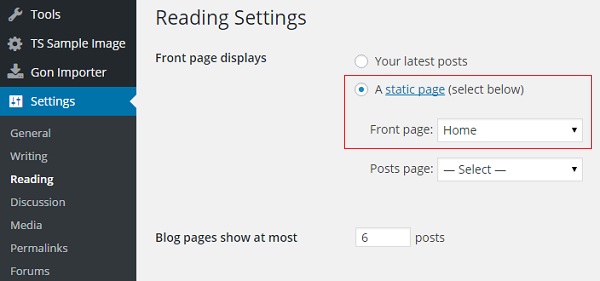 Tools
TS Sample Image
Gon Importer
Settings
General
Writing
Reading
Discussion
Media
Permalinks
Forums
Reading Settings
Front page displays
Your latest posts
A static page (select below)
Front page: Home
Posts page: — Select —
Blog pages show at most 6 posts